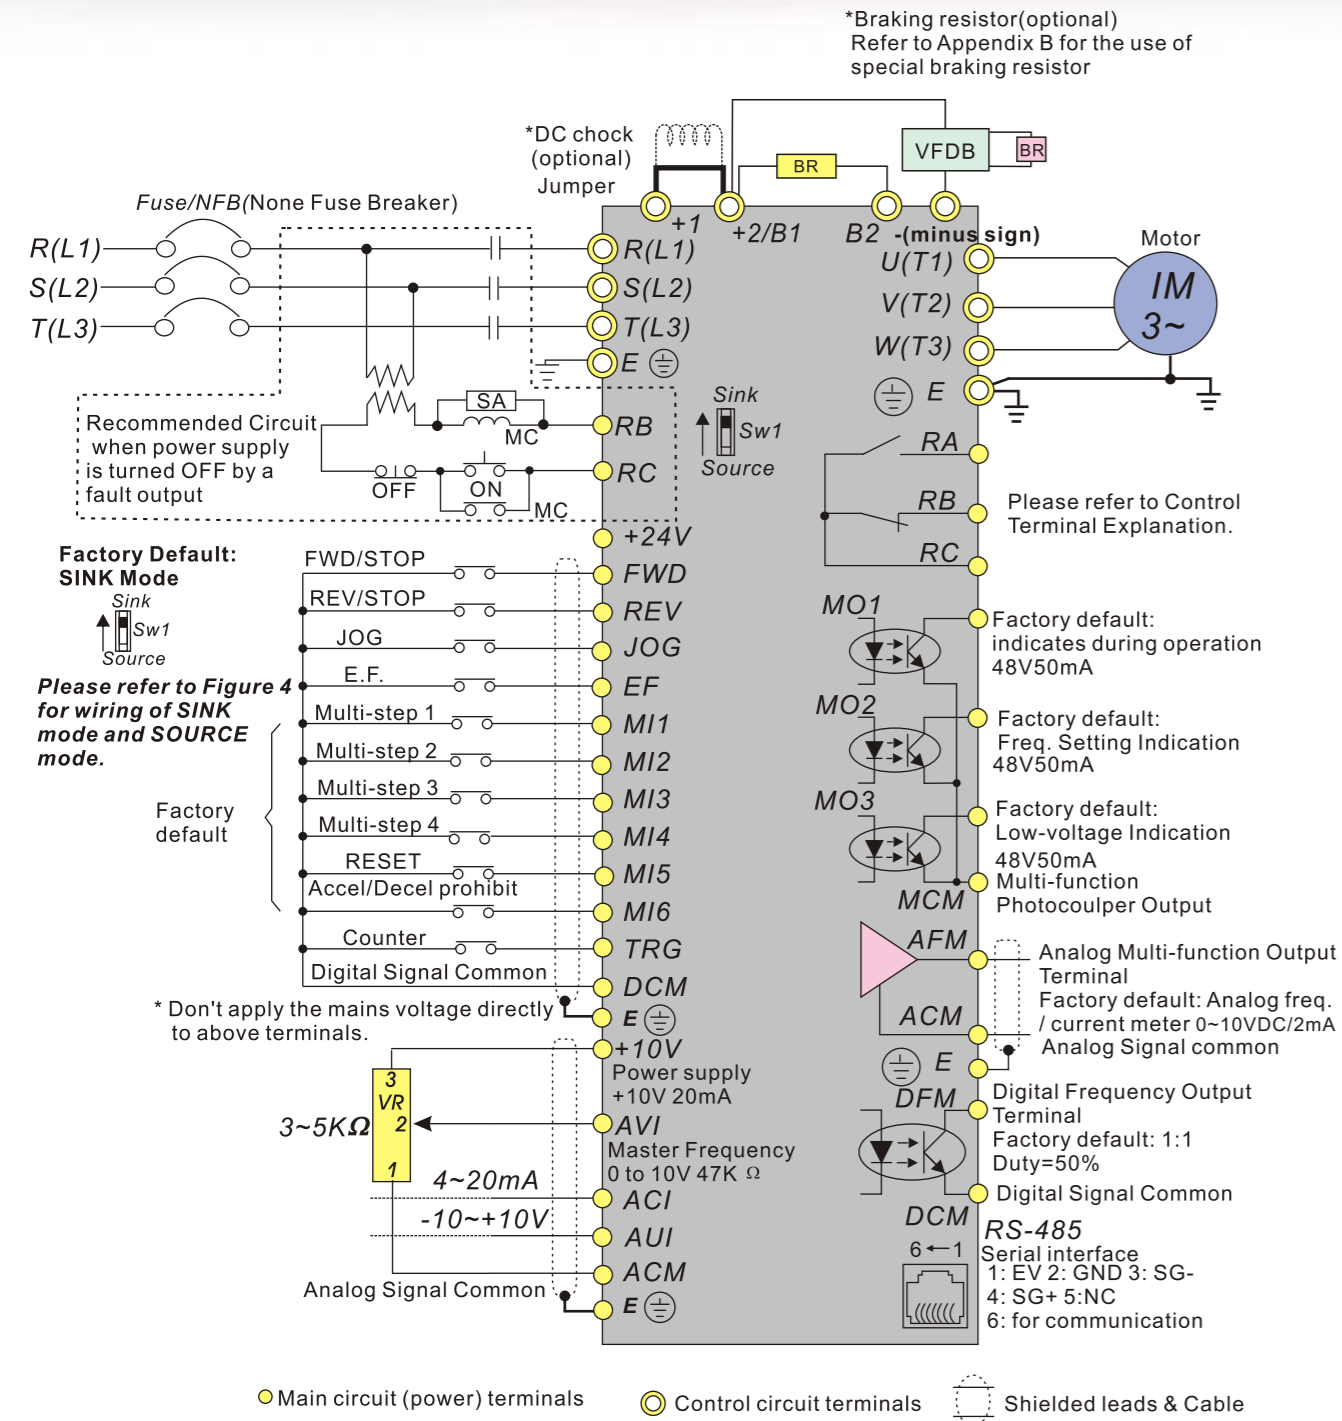 *Braking resistor(optional)
Refer to Appendix B for the use of
special braking resistor
*DC chock
(optional)
Jumper
BR
VFDB
BR
Fuse/NFB(None Fuse Breaker)
+1
+2/B1
B2
-(minus sign)
Motor
R(L1)
R(L1)
U(T1)
IM
3~
S(L2)
S(L2)
V(T2)
T(L3)
T(L3)
W(T3)
E
E
Recommended Circuit
when power supply
is turned OFF by a
fault output
SA
MC
RB
RC
OFF
ON
MC
Sink
Sw1
Source
RA
RB
RC
Please refer to Control
Terminal Explanation.
+24V
Factory Default:
SINK Mode
Sink
Sw1
Source
Please refer to Figure 4
for wiring of SINK
mode and SOURCE
mode.
Factory
default
FWD/STOP
FWD
REV/STOP
REV
JOG
JOG
E.F.
EF
Multi-step 1
MI1
Multi-step 2
MI2
Multi-step 3
MI3
Multi-step 4
MI4
RESET
MI5
Accel/Decel prohibit
MI6
Counter
TRG
Digital Signal Common
DCM
* Don't apply the mains voltage directly
to above terminals.
E
MO1
Factory default:
indicates during operation
48V50mA
MO2
Factory default:
Freq. Setting Indication
48V50mA
MO3
Factory default:
Low-voltage Indication
48V50mA
Multi-function
Photocoulper Output
MCM
AFM
Analog Multi-function Output
Terminal
Factory default: Analog freq.
/ current meter 0~10VDC/2mA
Analog Signal common
ACM
E
+10V
Power supply
+10V 20mA
3
VR
2
1
3~5KΩ
AVI
Master Frequency
0 to 10V 47K Ω
4~20mA
ACI
-10~+10V
AUI
ACM
Analog Signal Common
E
DFM
Digital Frequency Output
Terminal
Factory default: 1:1
Duty=50%
Digital Signal Common
DCM
RS-485
6←1
Serial interface
1: EV 2: GND 3: SG-
4: SG+ 5:NC
6: for communication
Main circuit (power) terminals
Control circuit terminals
Shielded leads & Cable